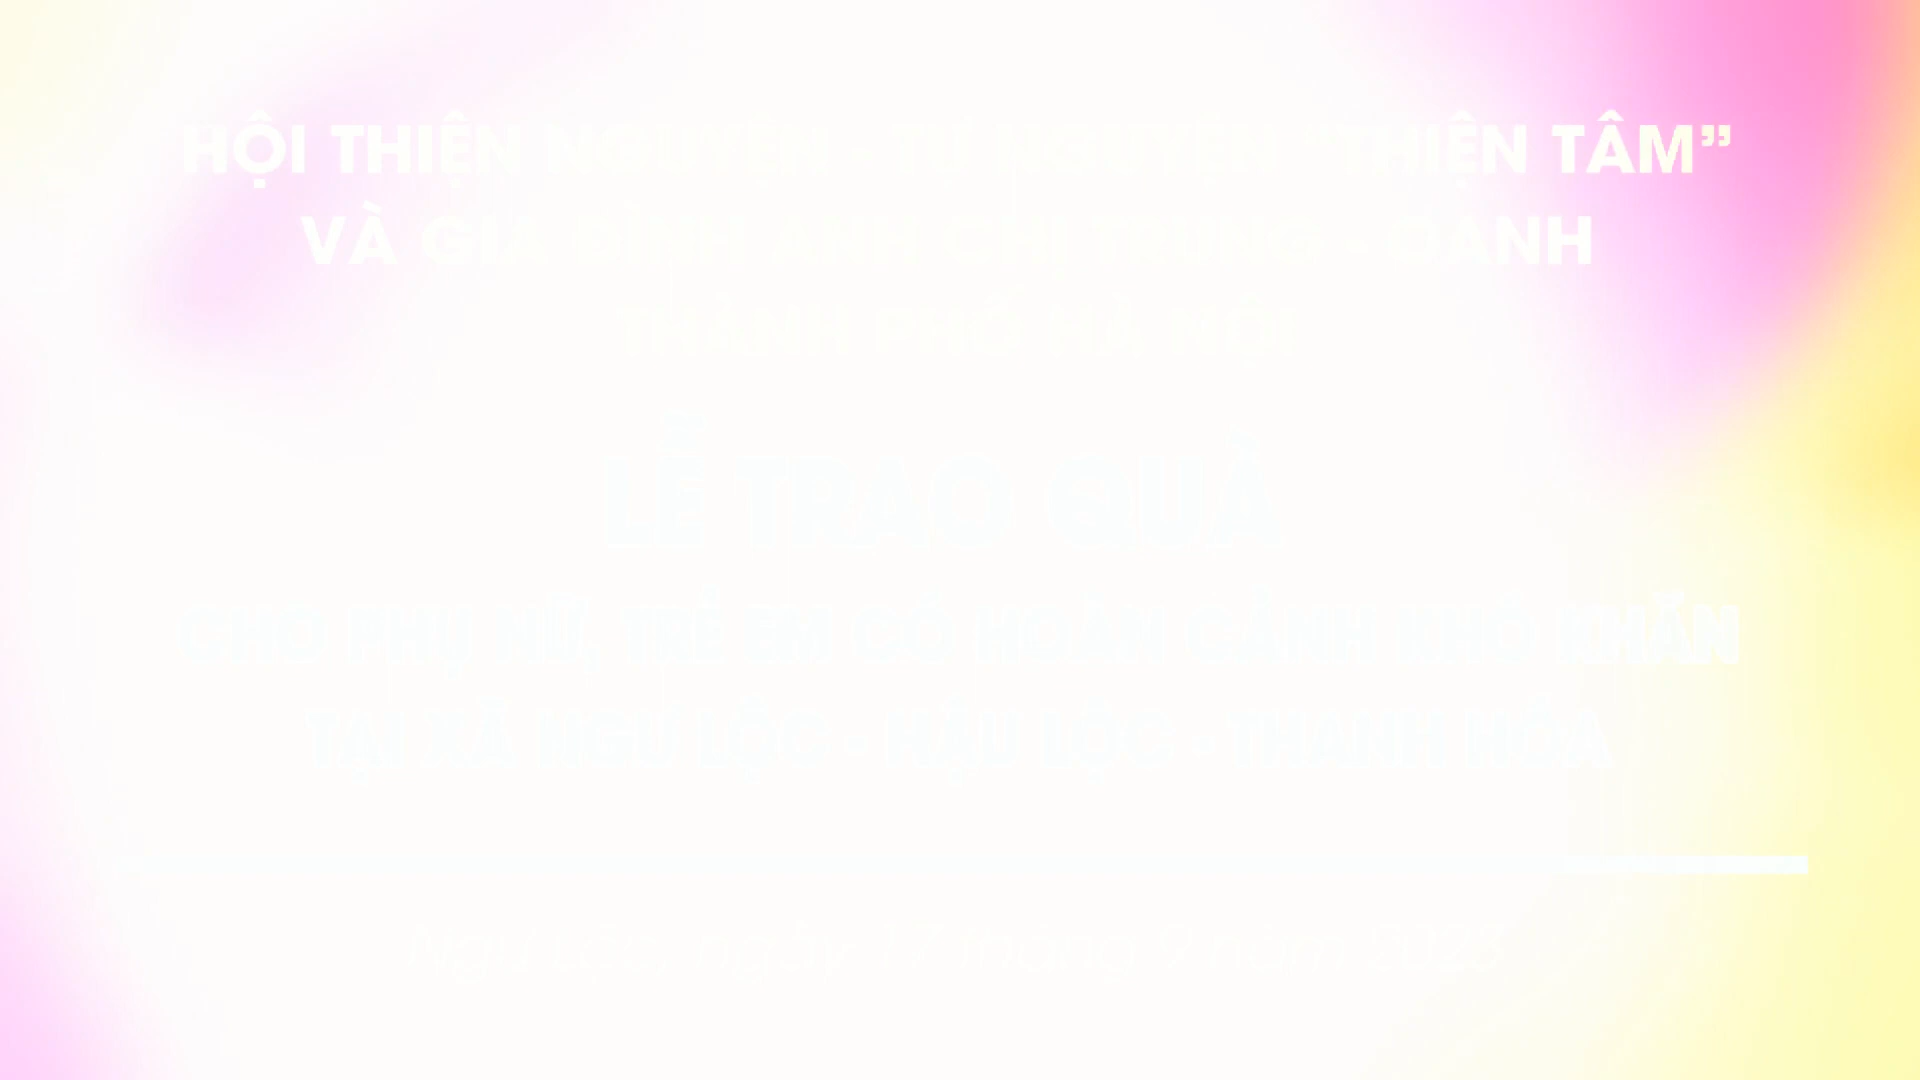 HỘI THIỆN NGUYỆN - TỰ NGUYỆN “THIỆN TÂM”
VÀ GIA ĐÌNH ANH CHỊ TRUNG - OANH
THÀNH PHỐ HÀ NỘI
LỄ TRAO QUÀ
CHO PHỤ NỮ, TRẺ EM CÓ HOÀN CẢNH KHÓ KHĂN
TẠI XÃ NGƯ LỘC - HẬU LỘC - THANH HÓA
Ngư Lộc, ngày 17 tháng 9 năm 2023